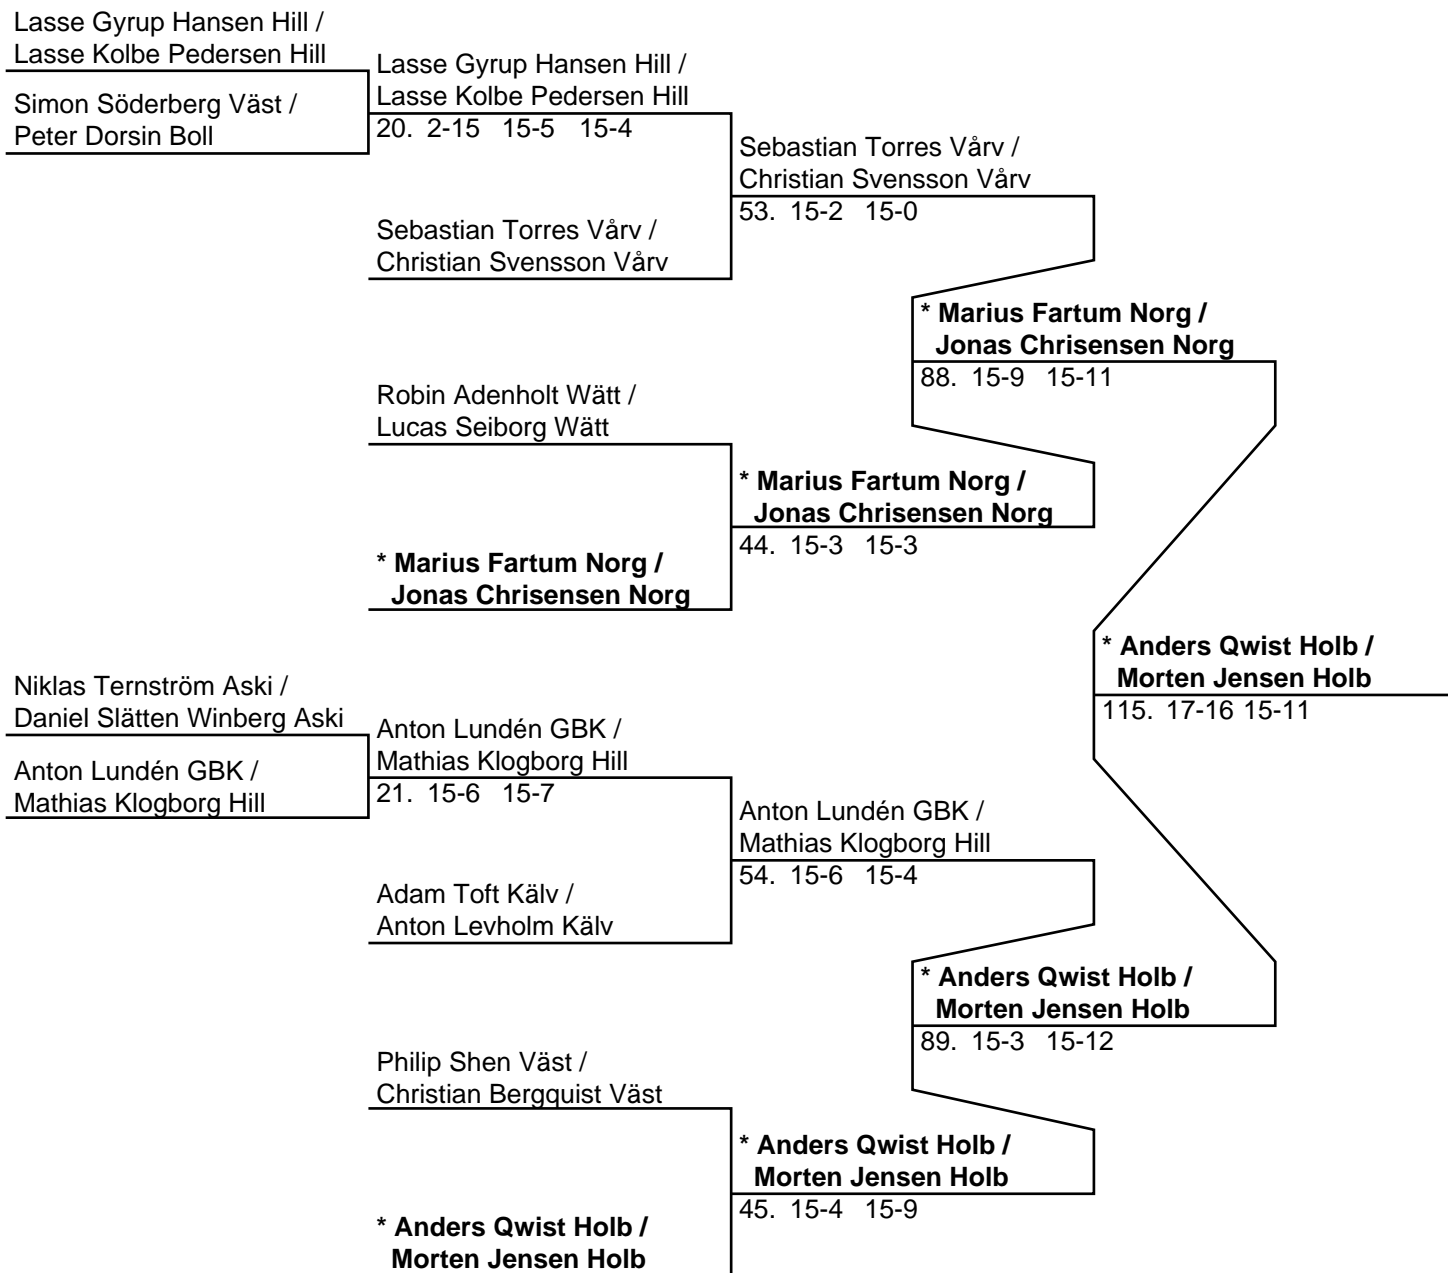 Lasse Gyrup Hansen Hill /
Lasse Kolbe Pedersen Hill
Simon Söderberg Väst /
Peter Dorsin Boll
Lasse Gyrup Hansen Hill /
Lasse Kolbe Pedersen Hill
20. 2-15 15-5 15-4
Sebastian Torres Vårv /
Christian Svensson Vårv
Sebastian Torres Vårv /
Christian Svensson Vårv
53. 15-2 15-0
Robin Adenholt Wätt /
Lucas Seiborg Wätt
* Marius Fartum Norg /
Jonas Chrisensen Norg
* Marius Fartum Norg /
Jonas Chrisensen Norg
44. 15-3 15-3
* Marius Fartum Norg /
Jonas Chrisensen Norg
88. 15-9 15-11
Niklas Ternström Aski /
Daniel Slätten Winberg Aski
Anton Lundén GBK /
Mathias Klogborg Hill
Anton Lundén GBK /
Mathias Klogborg Hill
21. 15-6 15-7
Adam Toft Kälv /
Anton Levholm Kälv
Anton Lundén GBK /
Mathias Klogborg Hill
54. 15-6 15-4
Philip Shen Väst /
Christian Bergquist Väst
* Anders Qwist Holb /
Morten Jensen Holb
* Anders Qwist Holb /
Morten Jensen Holb
45. 15-4 15-9
* Anders Qwist Holb /
Morten Jensen Holb
89. 15-3 15-12
* Anders Qwist Holb /
Morten Jensen Holb
115. 17-16 15-11